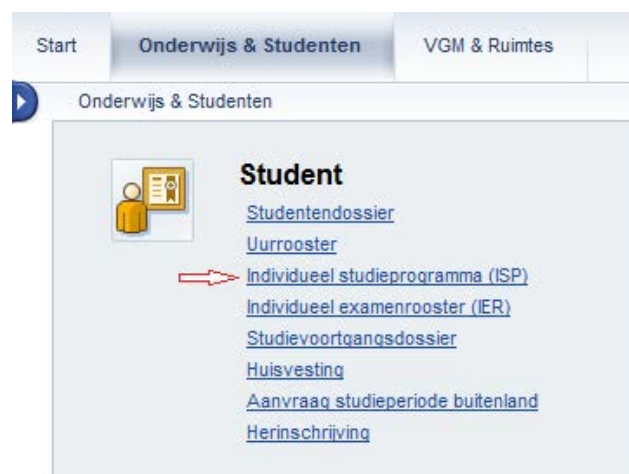 Start Onderwijs & Studenten VGM & Ruimtes
Onderwijs & Studenten
Student
Studentendossier
Uurrooster
Individueel studieprogramma (ISP)
Individueel examenrooster (IER)
Studievoortgangsdossier
Huisvesting
Aanvraag studieperiode buitenland
Herinschrijving